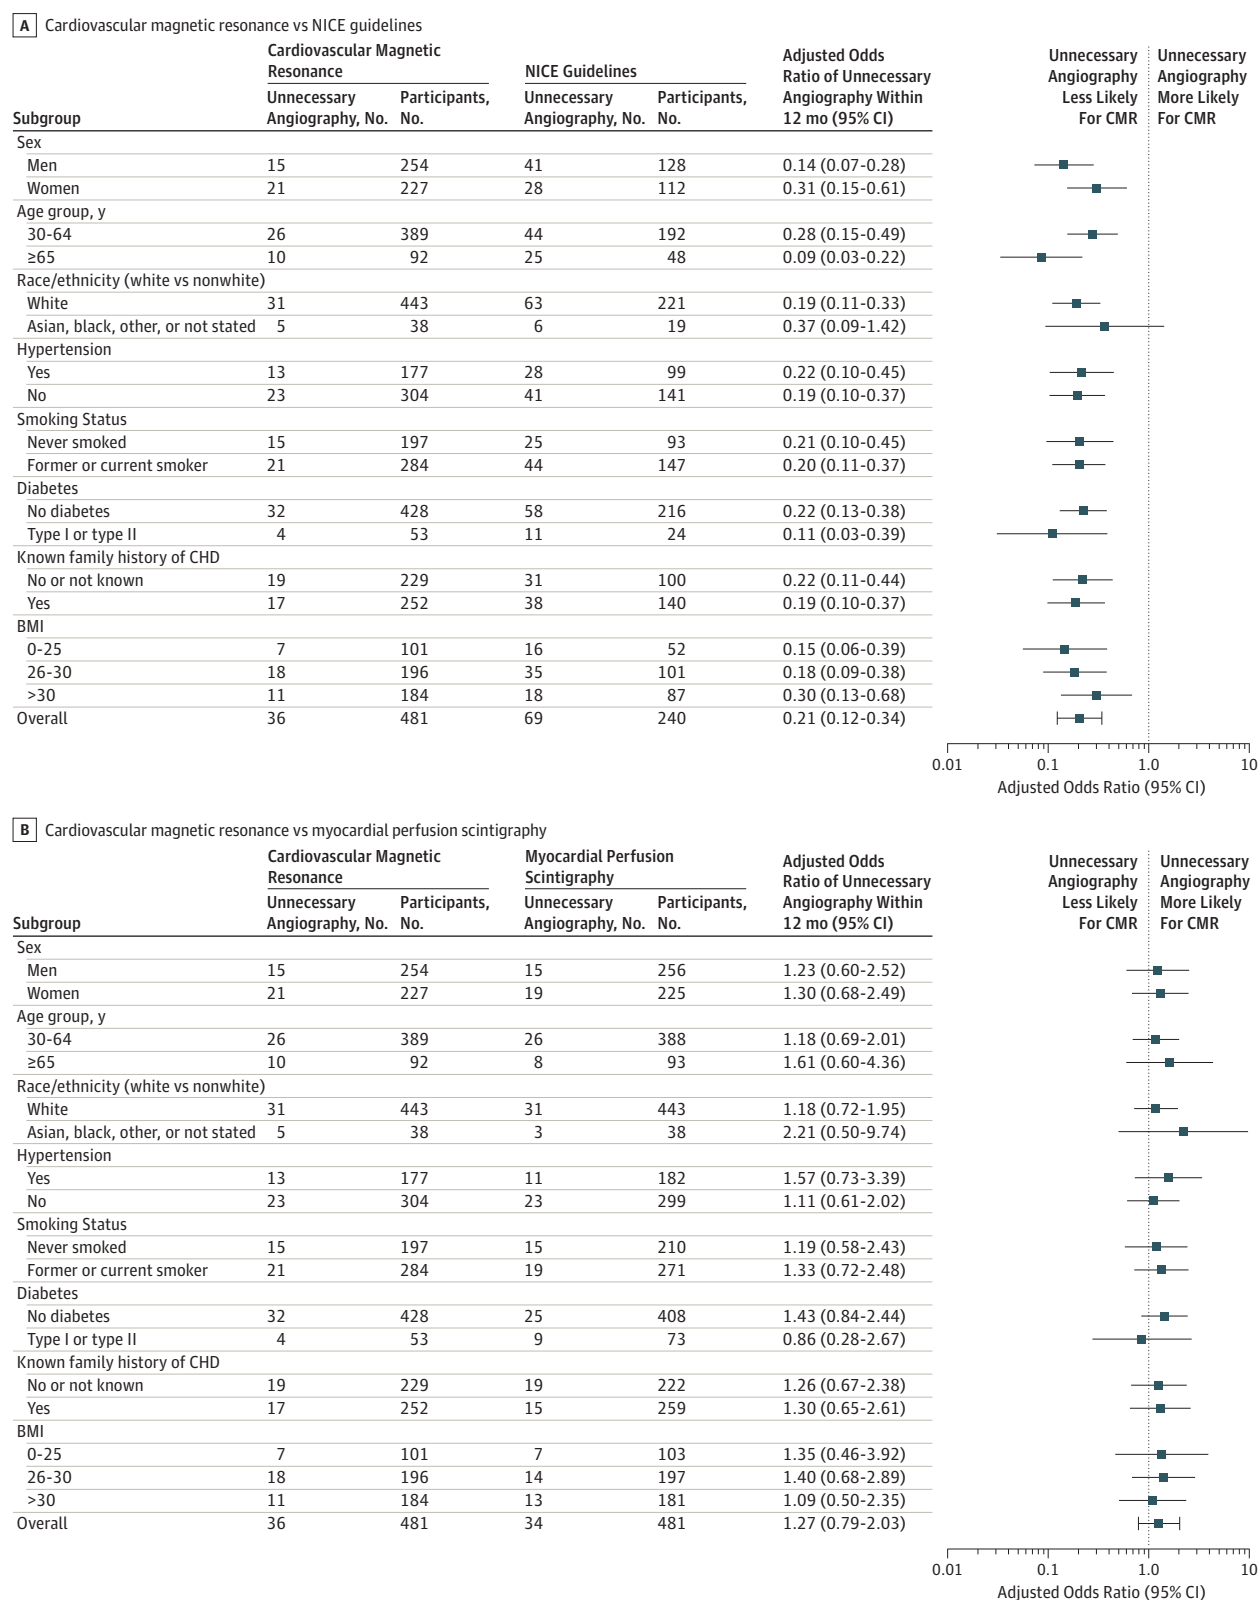 A Cardiovascular magnetic resonance vs NICE guidelines
Cardiovascular Magnetic
Resonance
NICE Guidelines
Adjusted Odds
Ratio of Unnecessary
Angiography Within
12 mo (95% CI)
Unnecessary
Angiography
Less Likely
For CMR
Unnecessary
Angiography
More Likely
For CMR
Subgroup
Unnecessary
Angiography, No.
Participants,
No.
Unnecessary
Angiography, No.
Participants,
No.
Sex
Men 15 254 41 128 0.14 (0.07-0.28)
Women 21 227 28 112 0.31 (0.15-0.61)
Age group, y
30-64 26 389 44 192 0.28 (0.15-0.49)
≥65 10 92 25 48 0.09 (0.03-0.22)
Race/ethnicity (white vs nonwhite)
White 31 443 63 221 0.19 (0.11-0.33)
Asian, black, other, or not stated 5 38 6 19 0.37 (0.09-1.42)
Hypertension
Yes 13 177 28 99 0.22 (0.10-0.45)
No 23 304 41 141 0.19 (0.10-0.37)
Smoking Status
Never smoked 15 197 25 93 0.21 (0.10-0.45)
Former or current smoker 21 284 44 147 0.20 (0.11-0.37)
Diabetes
No diabetes 32 428 58 216 0.22 (0.13-0.38)
Type I or type II 4 53 11 24 0.11 (0.03-0.39)
Known family history of CHD
No or not known 19 229 31 100 0.22 (0.11-0.44)
Yes 17 252 38 140 0.19 (0.10-0.37)
BMI
0-25 7 101 16 52 0.15 (0.06-0.39)
26-30 18 196 35 101 0.18 (0.09-0.38)
>30 11 184 18 87 0.30 (0.13-0.68)
Overall 36 481 69 240 0.21 (0.12-0.34)
0.01 0.1 1.0 10
Adjusted Odds Ratio (95% CI)
B Cardiovascular magnetic resonance vs myocardial perfusion scintigraphy
Cardiovascular Magnetic
Resonance
Myocardial Perfusion
Scintigraphy
Adjusted Odds
Ratio of Unnecessary
Angiography Within
12 mo (95% CI)
Unnecessary
Angiography
Less Likely
For CMR
Unnecessary
Angiography
More Likely
For CMR
Subgroup
Unnecessary
Angiography, No.
Participants,
No.
Unnecessary
Angiography, No.
Participants,
No.
Sex
Men 15 254 15 256 1.23 (0.60-2.52)
Women 21 227 19 225 1.30 (0.68-2.49)
Age group, y
30-64 26 389 26 388 1.18 (0.69-2.01)
≥65 10 92 8 93 1.61 (0.60-4.36)
Race/ethnicity (white vs nonwhite)
White 31 443 31 443 1.18 (0.72-1.95)
Asian, black, other, or not stated 5 38 3 38 2.21 (0.50-9.74)
Hypertension
Yes 13 177 11 182 1.57 (0.73-3.39)
No 23 304 23 299 1.11 (0.61-2.02)
Smoking Status
Never smoked 15 197 15 210 1.19 (0.58-2.43)
Former or current smoker 21 284 19 271 1.33 (0.72-2.48)
Diabetes
No diabetes 32 428 25 408 1.43 (0.84-2.44)
Type I or type II 4 53 9 73 0.86 (0.28-2.67)
Known family history of CHD
No or not known 19 229 19 222 1.26 (0.67-2.38)
Yes 17 252 15 259 1.30 (0.65-2.61)
BMI
0-25 7 101 7 103 1.35 (0.46-3.92)
26-30 18 196 14 197 1.40 (0.68-2.89)
>30 11 184 13 181 1.09 (0.50-2.35)
Overall 36 481 34 481 1.27 (0.79-2.03)
0.01 0.1 1.0 10
Adjusted Odds Ratio (95% CI)